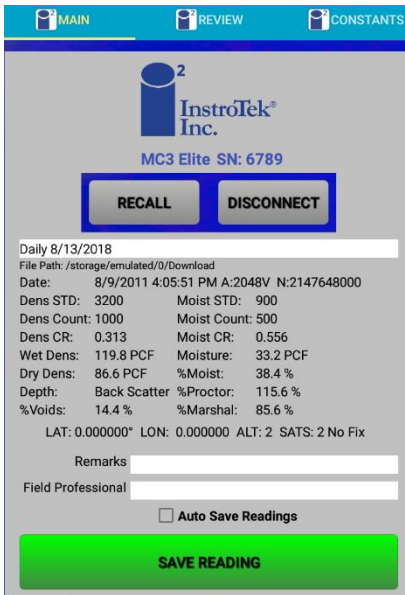 MAIN REVIEW CONSTANTS
i2
InstroTek®
Inc.
MC3 Elite SN: 6789
RECALL DISCONNECT
Daily 8/13/2018
File Path: /storage/emulated/0/Download
Date: 8/9/2011 4:05:51 PM A:2048V N:2147648000
Dens STD: 3200 Moist STD: 900
Dens Count: 1000 Moist Count: 500
Dens CR: 0.313 Moist CR: 0.556
Wet Dens: 119.8 PCF Moisture: 33.2 PCF
Dry Dens: 86.6 PCF %Moist: 38.4 %
Depth: Back Scatter %Proctor: 115.6 %
%Voids: 14.4 % %Marshal: 85.6 %
LAT: 0.000000° LON: 0.000000 ALT: 2 SATS: 2 No Fix
Remarks
Field Professional
Auto Save Readings
SAVE READING